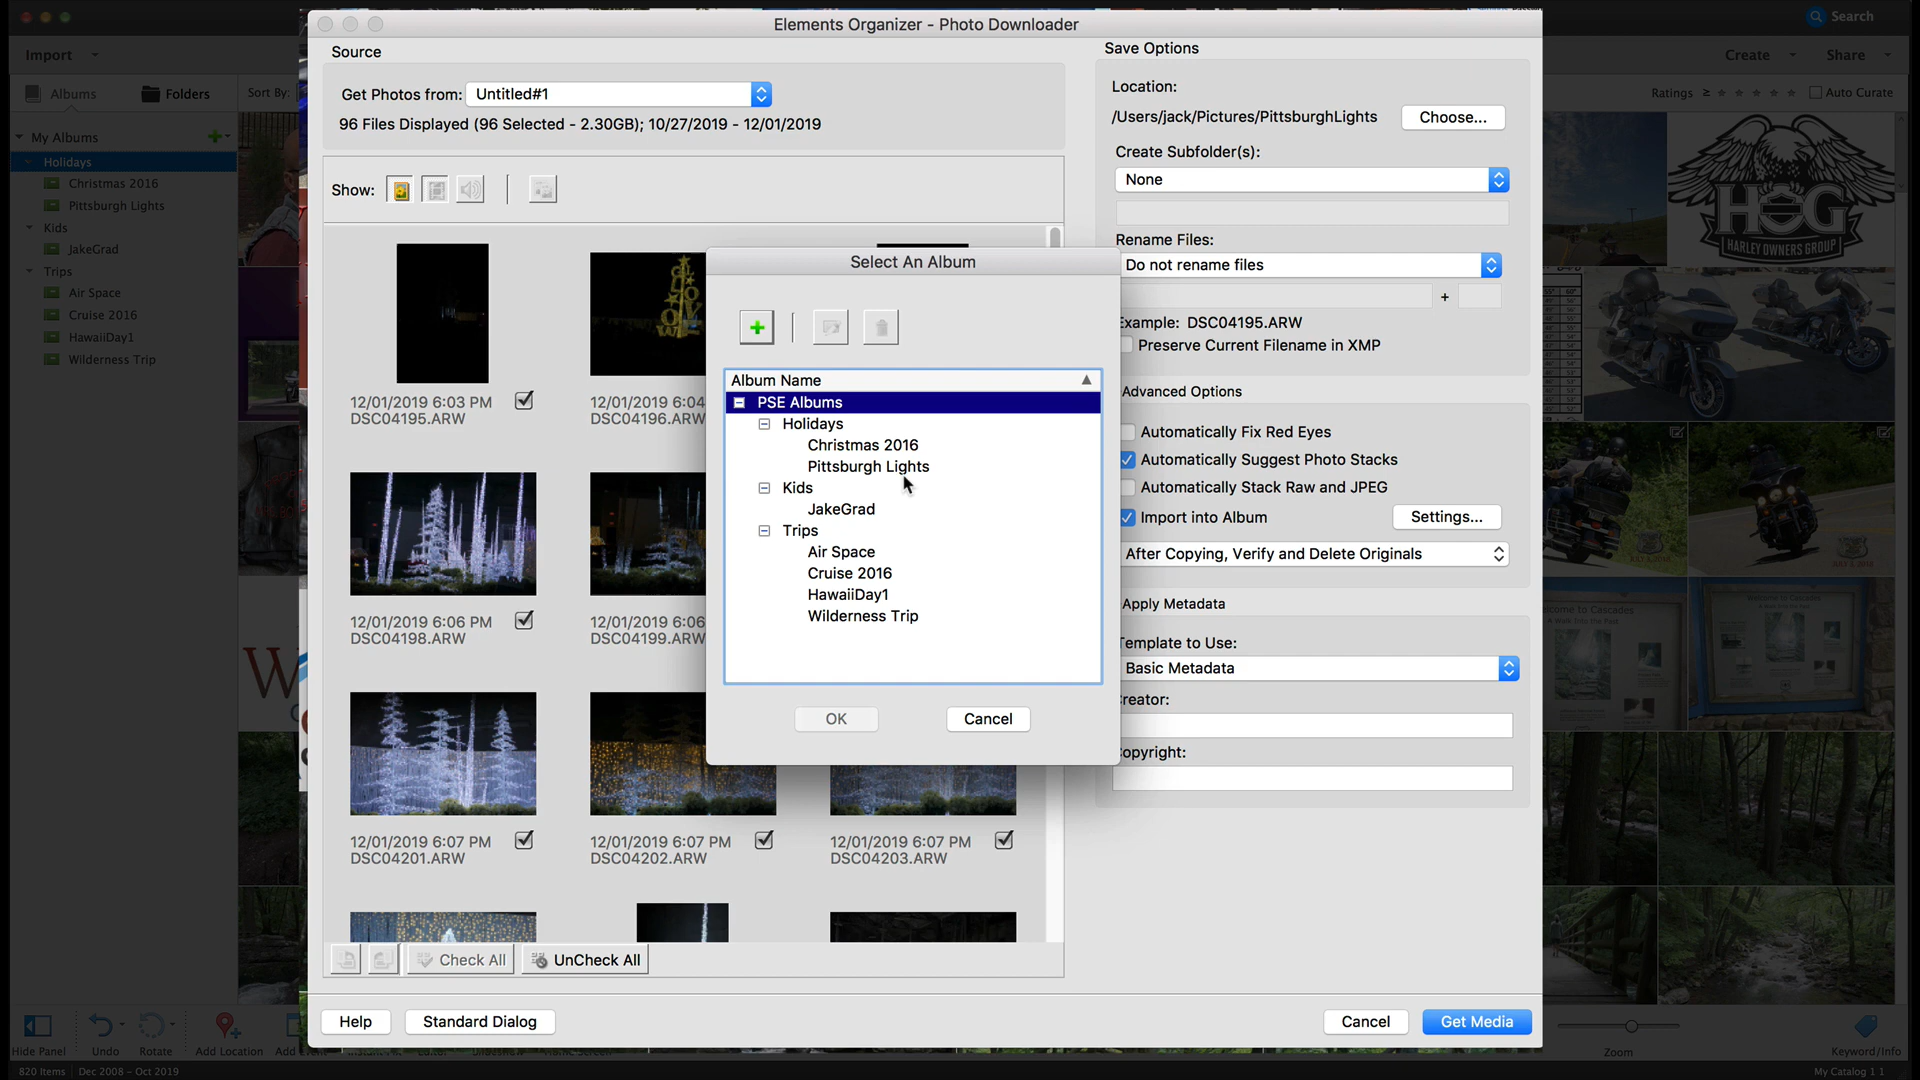 Elements Organizer - Photo Downloader
Search
Import
Create
Share
Albums
Folders
Sort By:
Ratings ≥
Auto Curate
My Albums
Holidays
Christmas 2016
Pittsburgh Lights
Kids
JakeGrad
Trips
Air Space
Cruise 2016
HawaiiDay1
Wilderness Trip
Source
Get Photos from: Untitled#1
96 Files Displayed (96 Selected - 2.30GB); 10/27/2019 - 12/01/2019
Show:
12/01/2019 6:03 PM
DSC04195.ARW
12/01/2019 6:04
DSC04196.ARW
12/01/2019 6:06 PM
DSC04198.ARW
12/01/2019 6:06
DSC04199.ARW
12/01/2019 6:07 PM
DSC04201.ARW
12/01/2019 6:07 PM
DSC04202.ARW
12/01/2019 6:07 PM
DSC04203.ARW
Check All
UnCheck All
Help
Standard Dialog
Cancel
Get Media
Select An Album
Album Name
PSE Albums
Holidays
Christmas 2016
Pittsburgh Lights
Kids
JakeGrad
Trips
Air Space
Cruise 2016
HawaiiDay1
Wilderness Trip
OK
Cancel
Save Options
Location:
/Users/jack/Pictures/PittsburghLights
Choose...
Create Subfolder(s):
None
Rename Files:
Do not rename files
+
Example: DSC04195.ARW
Preserve Current Filename in XMP
Advanced Options
Automatically Fix Red Eyes
Automatically Suggest Photo Stacks
Automatically Stack Raw and JPEG
Import into Album
Settings...
After Copying, Verify and Delete Originals
Apply Metadata
Template to Use:
Basic Metadata
Creator:
Copyright:
HOG
HARLEY OWNERS GROUP
Hide Panel
Undo
Rotate
Add Location
Zoom
Keyword/Info
820 Items
Dec 2008 - Oct 2019
My Catalog 1 1